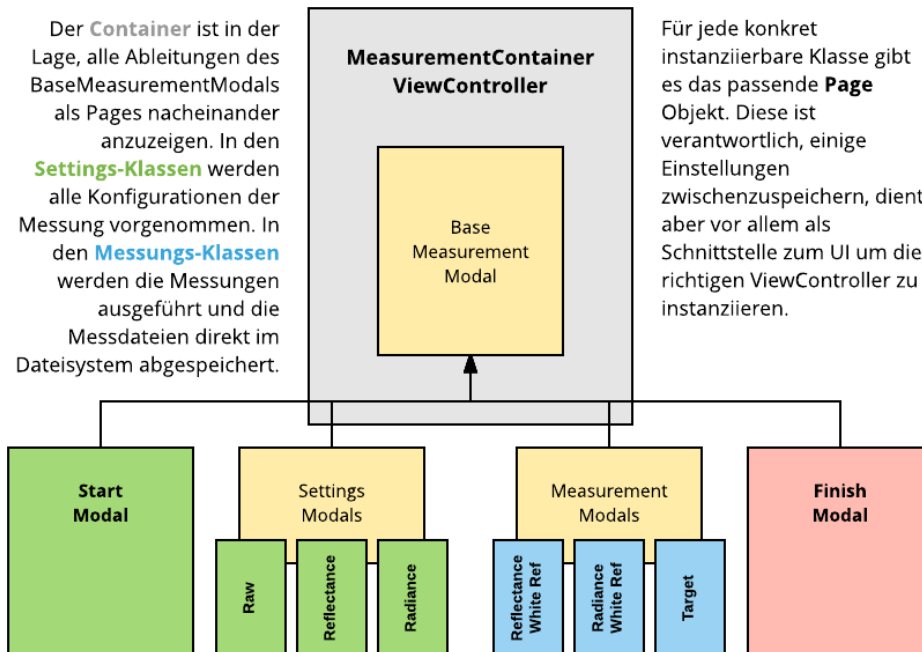 Der Container ist in der
Lage, alle Ableitungen des
BaseMeasurementModals
als Pages nacheinander
anzuzeigen. In den
Settings-Klassen werden
alle Konfigurationen der
Messung vorgenommen. In
den Messungs-Klassen
werden die Messungen
ausgeführt und die
Messdateien direkt im
Dateisystem abgespeichert.
MeasurementContainer
ViewController
Base
Measurement
Modal
Für jede konkret
instanziierbare Klasse gibt
es das passende Page
Objekt. Diese ist
verantwortlich, einige
Einstellungen
zwischenzuspeichern, dient
aber vor allem als
Schnittstelle zum UI um die
richtigen ViewController zu
instanziieren.
Start
Modal
Settings
Modals
Raw
Reflectance
Radiance
Measurement
Modals
Reflectance
White Ref
Radiance
White Ref
Target
Finish
Modal